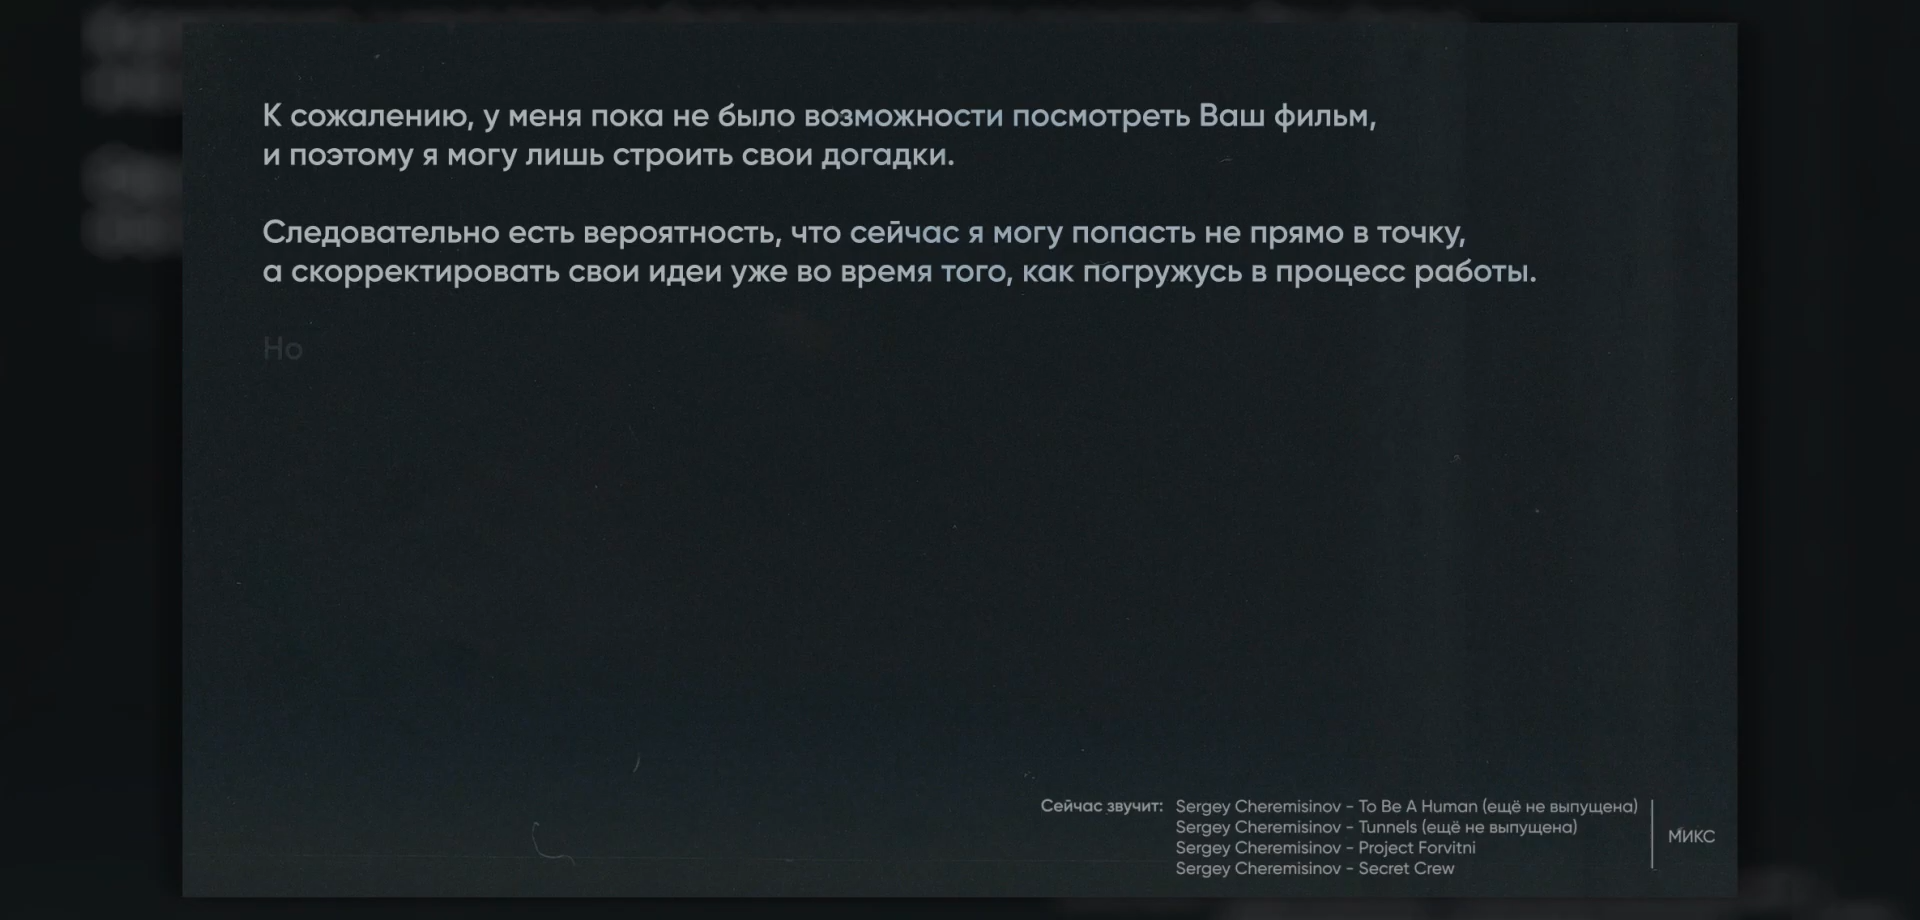 К сожалению, у меня пока не было возможности посмотреть Ваш фильм,
и поэтому я могу лишь строить свои догадки.
Следовательно есть вероятность, что сейчас я могу попасть не прямо в точку,
а скорректировать свои идеи уже во время того, как погружусь в процесс работы.
Но
Сейчас звучит: Sergey Cheremisinov - To Be A Human (ещё не выпущена)
Sergey Cheremisinov - Tunnels (ещё не выпущена)
Sergey Cheremisinov - Project Forvitni
Sergey Cheremisinov - Secret Crew
МИКС